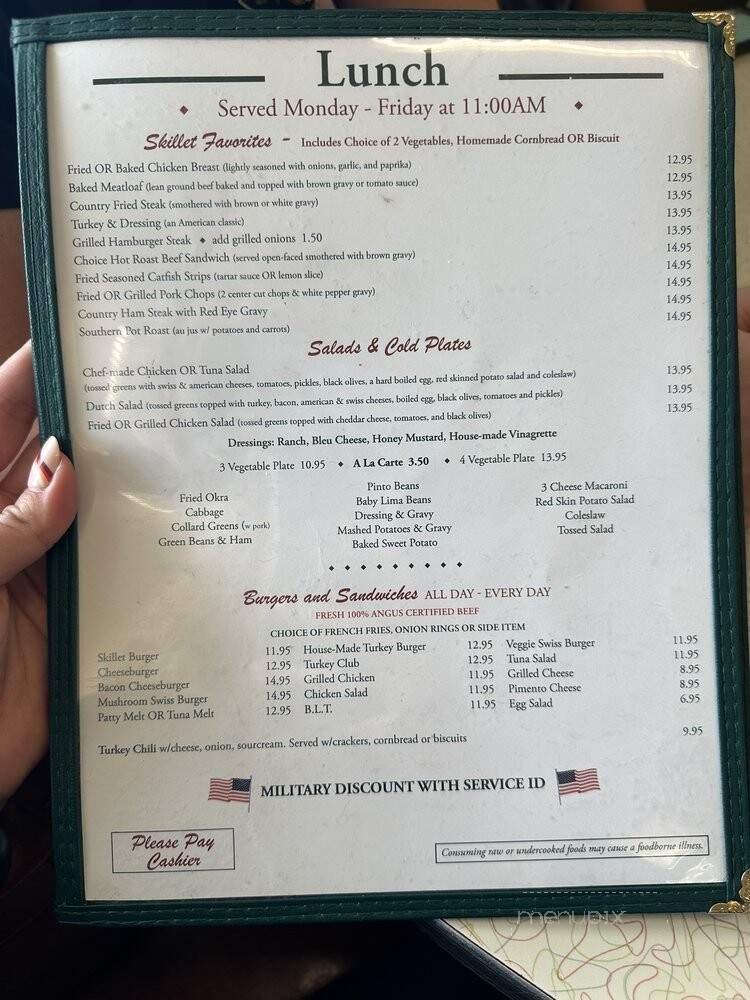 Lunch
Served Monday - Friday at 11:00AM
Skillet Favorites - Includes Choice of 2 Vegetables, Homemade Cornbread OR Biscuit
Fried OR Baked Chicken Breast (lightly seasoned with onions, garlic, and paprika) 12.95
Baked Meatloaf (lean ground beef baked and topped with brown gravy or tomato sauce) 12.95
Country Fried Steak (smothered with brown or white gravy) 13.95
Turkey & Dressing (an American classic) 13.95
Grilled Hamburger Steak ♦ add grilled onions 1.50 13.95
Choice Hot Roast Beef Sandwich (served open-faced smothered with brown gravy) 14.95
Fried Seasoned Catfish Strips (tartar sauce OR lemon slice) 14.95
Fried OR Grilled Pork Chops (2 center cut chops & white pepper gravy) 14.95
Country Ham Steak with Red Eye Gravy 14.95
Southern Pot Roast (au jus w/ potatoes and carrots) 14.95
Salads & Cold Plates
Chef-made Chicken OR Tuna Salad 13.95
(tossed greens with swiss & american cheeses, tomatoes, pickles, black olives, a hard boiled egg, red skinned potato salad and coleslaw)
Dutch Salad (tossed greens topped with turkey, bacon, american & swiss cheeses, boiled egg, black olives, tomatoes and pickles) 13.95
Fried OR Grilled Chicken Salad (tossed greens topped with cheddar cheese, tomatoes, and black olives) 13.95
Dressings: Ranch, Bleu Cheese, Honey Mustard, House-made Vinagrette
3 Vegetable Plate 10.95 ♦ A La Carte 3.50 ♦ 4 Vegetable Plate 13.95
Fried Okra
Cabbage
Collard Greens (w pork)
Green Beans & Ham
Pinto Beans
Baby Lima Beans
Dressing & Gravy
Mashed Potatoes & Gravy
Baked Sweet Potato
3 Cheese Macaroni
Red Skin Potato Salad
Coleslaw
Tossed Salad
Burgers and Sandwiches ALL DAY - EVERY DAY
FRESH 100% ANGUS CERTIFIED BEEF
CHOICE OF FRENCH FRIES, ONION RINGS OR SIDE ITEM
Skillet Burger 11.95
Cheeseburger 12.95
Bacon Cheeseburger 14.95
Mushroom Swiss Burger 14.95
Patty Melt OR Tuna Melt 12.95
House-Made Turkey Burger 12.95
Turkey Club 12.95
Grilled Chicken 11.95
Chicken Salad 11.95
B.L.T. 11.95
Veggie Swiss Burger 11.95
Tuna Salad 11.95
Grilled Cheese 8.95
Pimento Cheese 8.95
Egg Salad 6.95
Turkey Chili w/cheese, onion, sourcream. Served w/crackers, cornbread or biscuits 9.95
MILITARY DISCOUNT WITH SERVICE ID
Please Pay
Cashier
Consuming raw or undercooked foods may cause a foodborne illness.
menupix